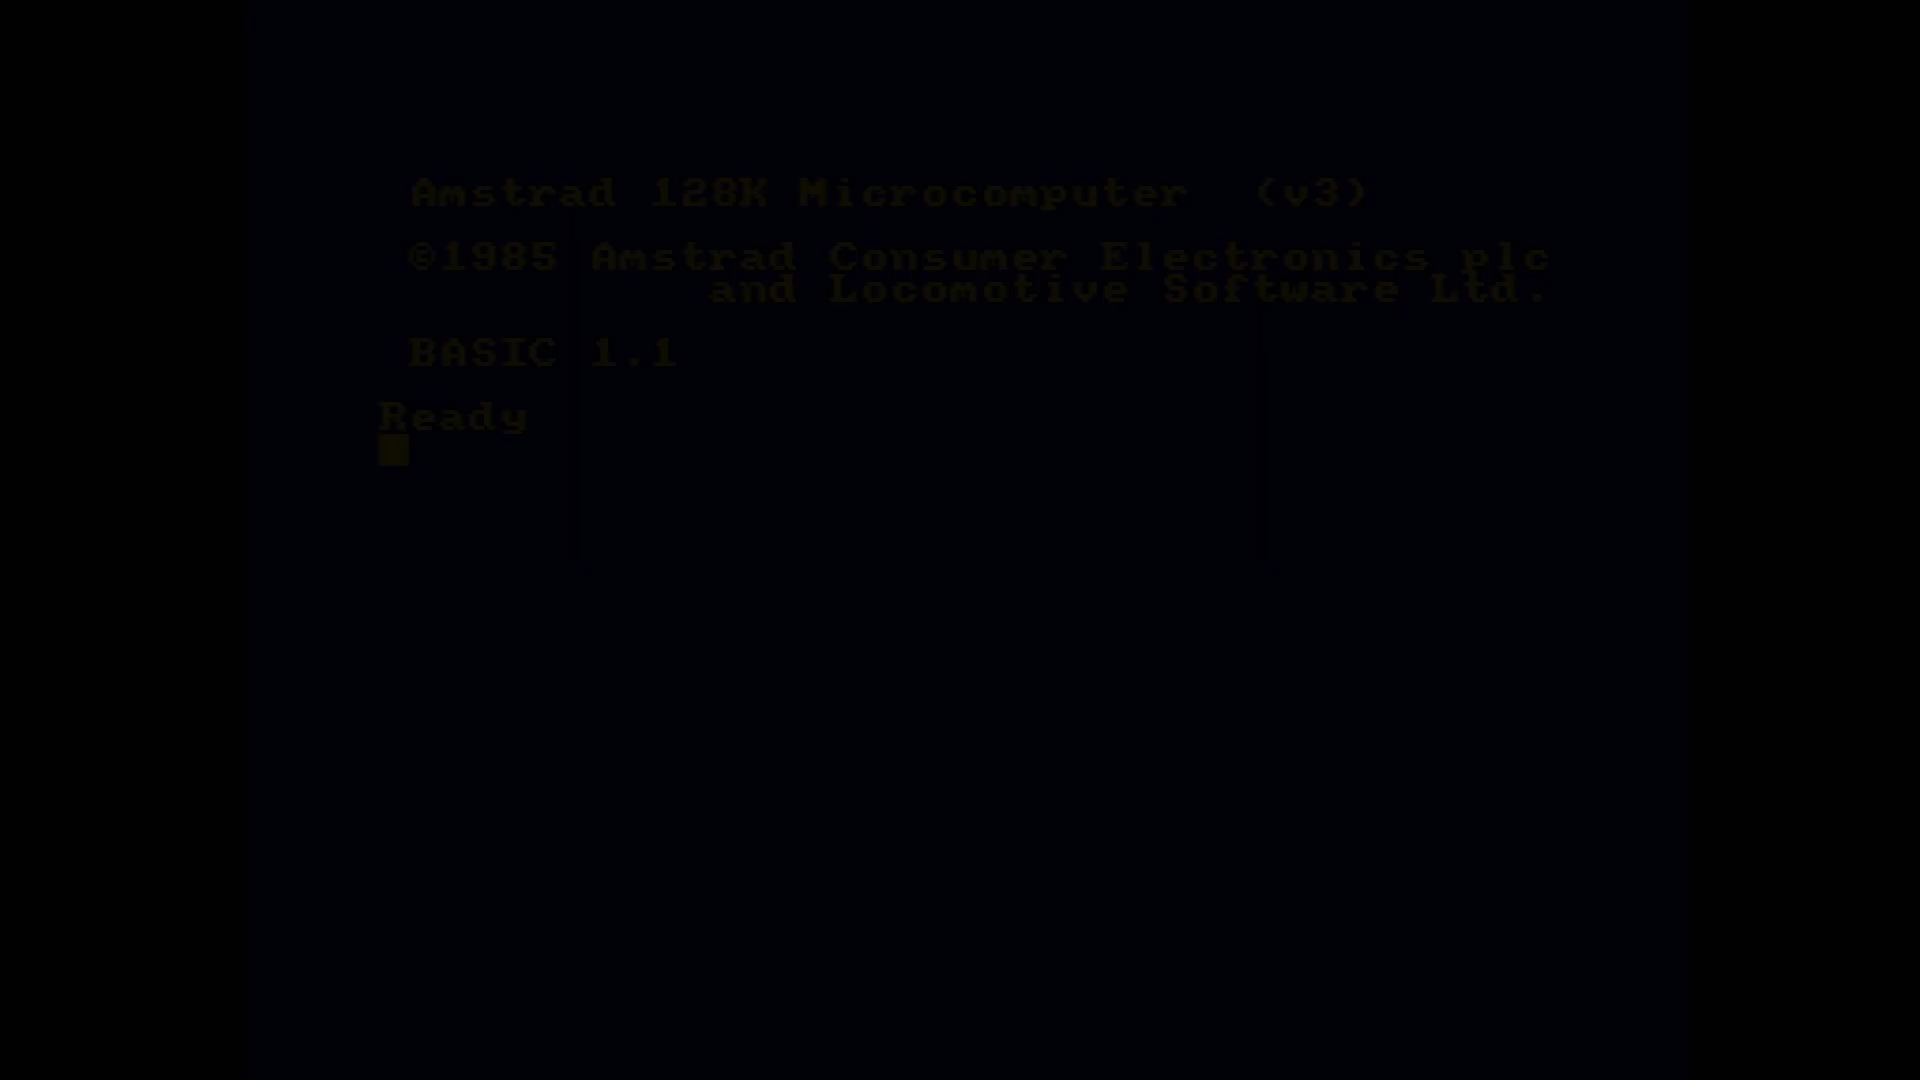 Amstrad 128K Microcomputer  (v3)
©1985 Amstrad Consumer Electronics plc
and Locomotive Software Ltd.
BASIC 1.1
Ready